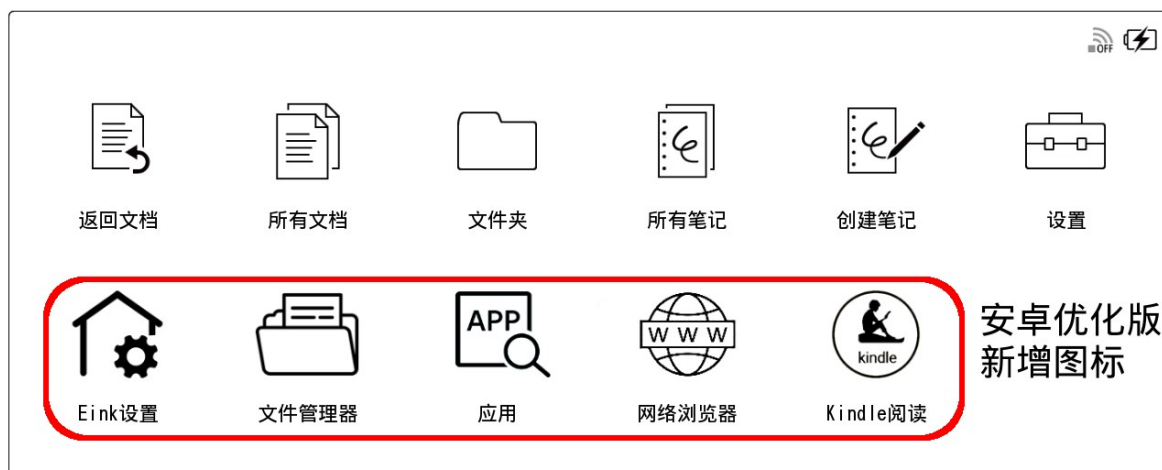 OFF
返回文档
所有文档
文件夹
所有笔记
创建笔记
设置
APP
WWW
kindle
安卓优化版
新增图标
Eink设置
文件管理器
应用
网络浏览器
Kindle阅读